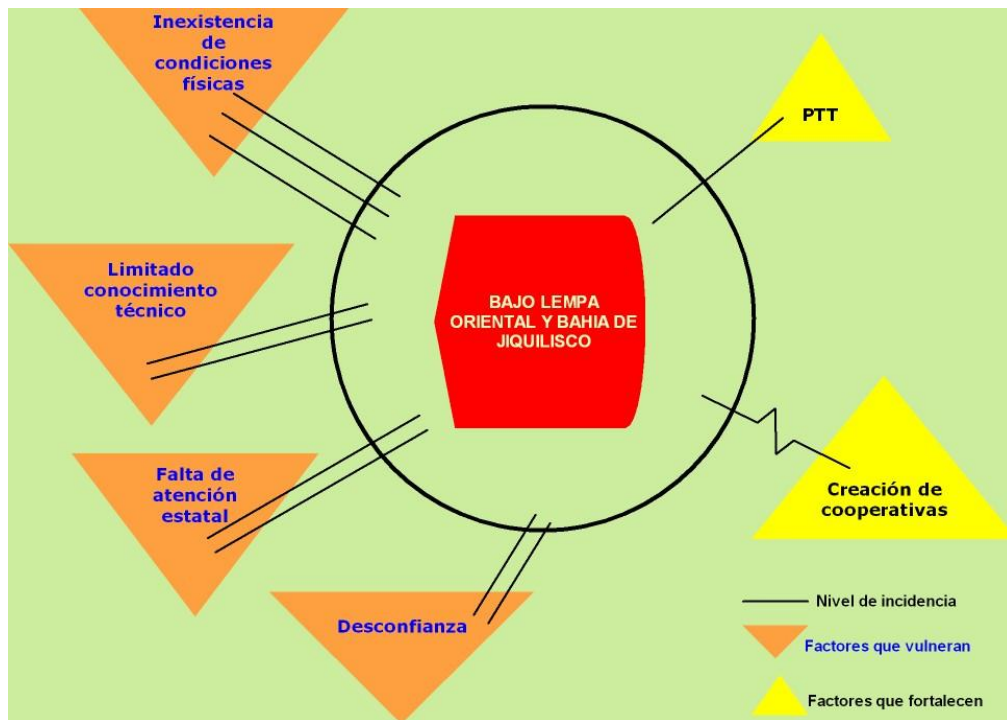 Inexistencia
de
condiciones
físicas
PTT
Limitado
conocimiento
técnico
BAJO LEMPA
ORIENTAL Y BAHIA DE
JIQUILISCO
Falta de
atención
estatal
Creación de
cooperativas
Desconfianza
Nivel de incidencia
Factores que vulneran
Factores que fortalecen